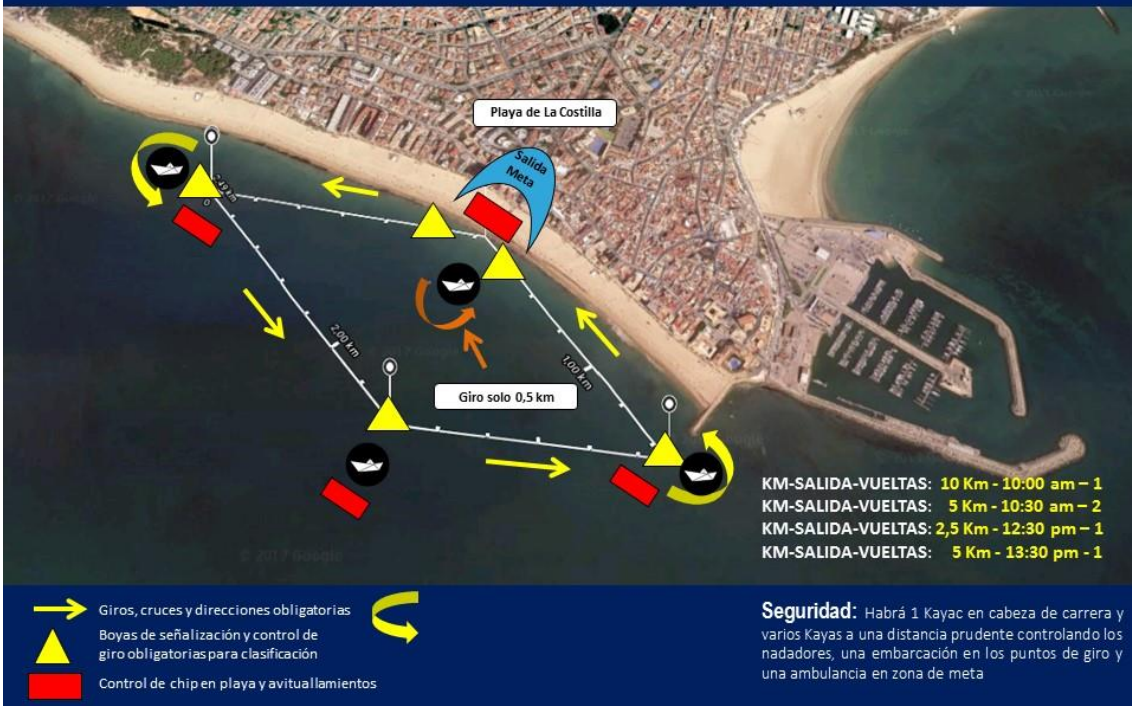 Playa de La Costilla
Salida
Meta
2,49 km
0
2,00 km
1,00 km
Giro solo 0,5 km
© 2017 Google
KM-SALIDA-VUELTAS: 10 Km - 10:00 am – 1
KM-SALIDA-VUELTAS: 5 Km - 10:30 am – 2
KM-SALIDA-VUELTAS: 2,5 Km - 12:30 pm – 1
KM-SALIDA-VUELTAS: 5 Km - 13:30 pm - 1
Giros, cruces y direcciones obligatorias
Boyas de señalización y control de
giro obligatorias para clasificación
Control de chip en playa y avituallamientos
Seguridad: Habrá 1 Kayac en cabeza de carrera y
varios Kayas a una distancia prudente controlando los
nadadores, una embarcación en los puntos de giro y
una ambulancia en zona de meta